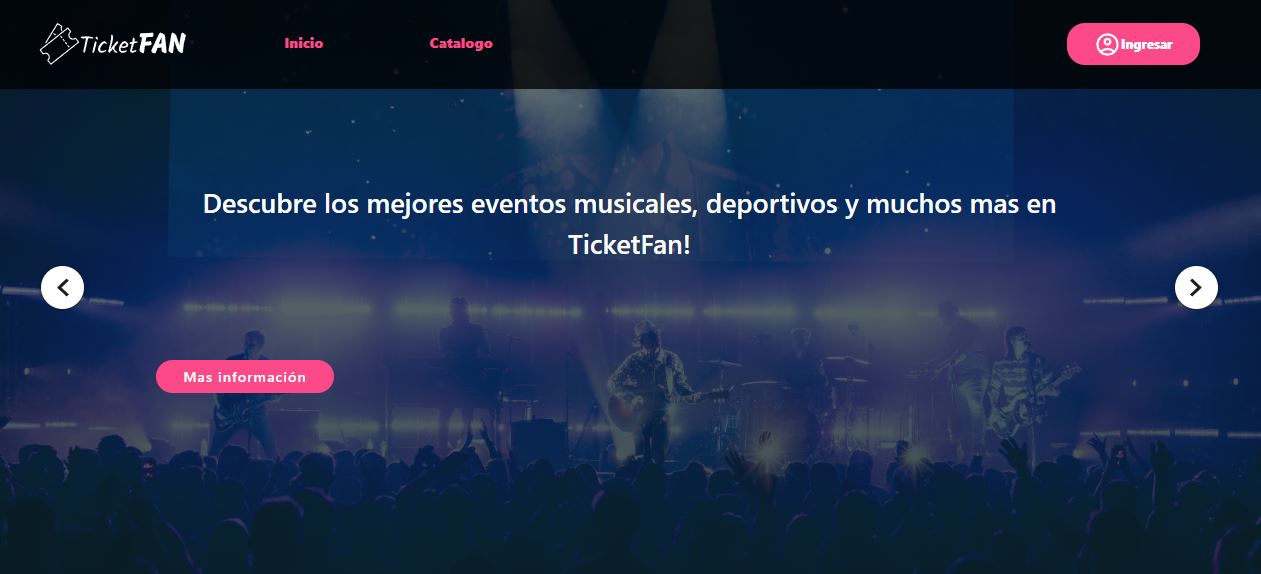 TicketFAN
Inicio
Catalogo
Ingresar
Descubre los mejores eventos musicales, deportivos y muchos mas en
TicketFan!
Mas información